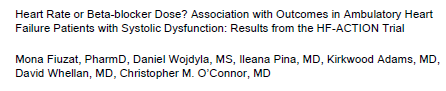 Heart Rate or Beta-blocker Dose? Association with Outcomes in Ambulatory Heart
Failure Patients with Systolic Dysfunction: Results from the HF-ACTION Trial
Mona Fiuzat, PharmD, Daniel Wojdyla, MS, Ileana Pina, MD, Kirkwood Adams, MD,
David Whellan, MD, Christopher M. O'Connor, MD